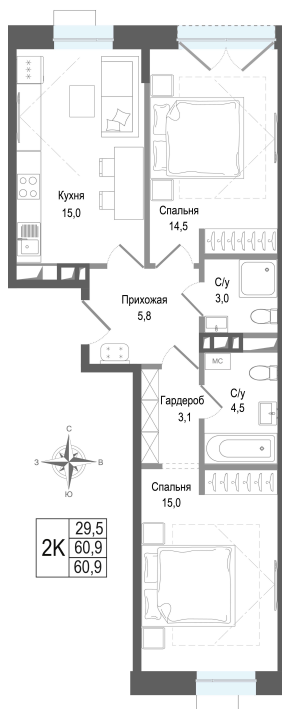 Кухня
15,0
Спальня
14,5
Прихожая
5,8
С/у
3,0
МС
Гардероб
3,1
С/у
4,5
С
З
В
Ю
Спальня
15,0
2К
29,5
60,9
60,9